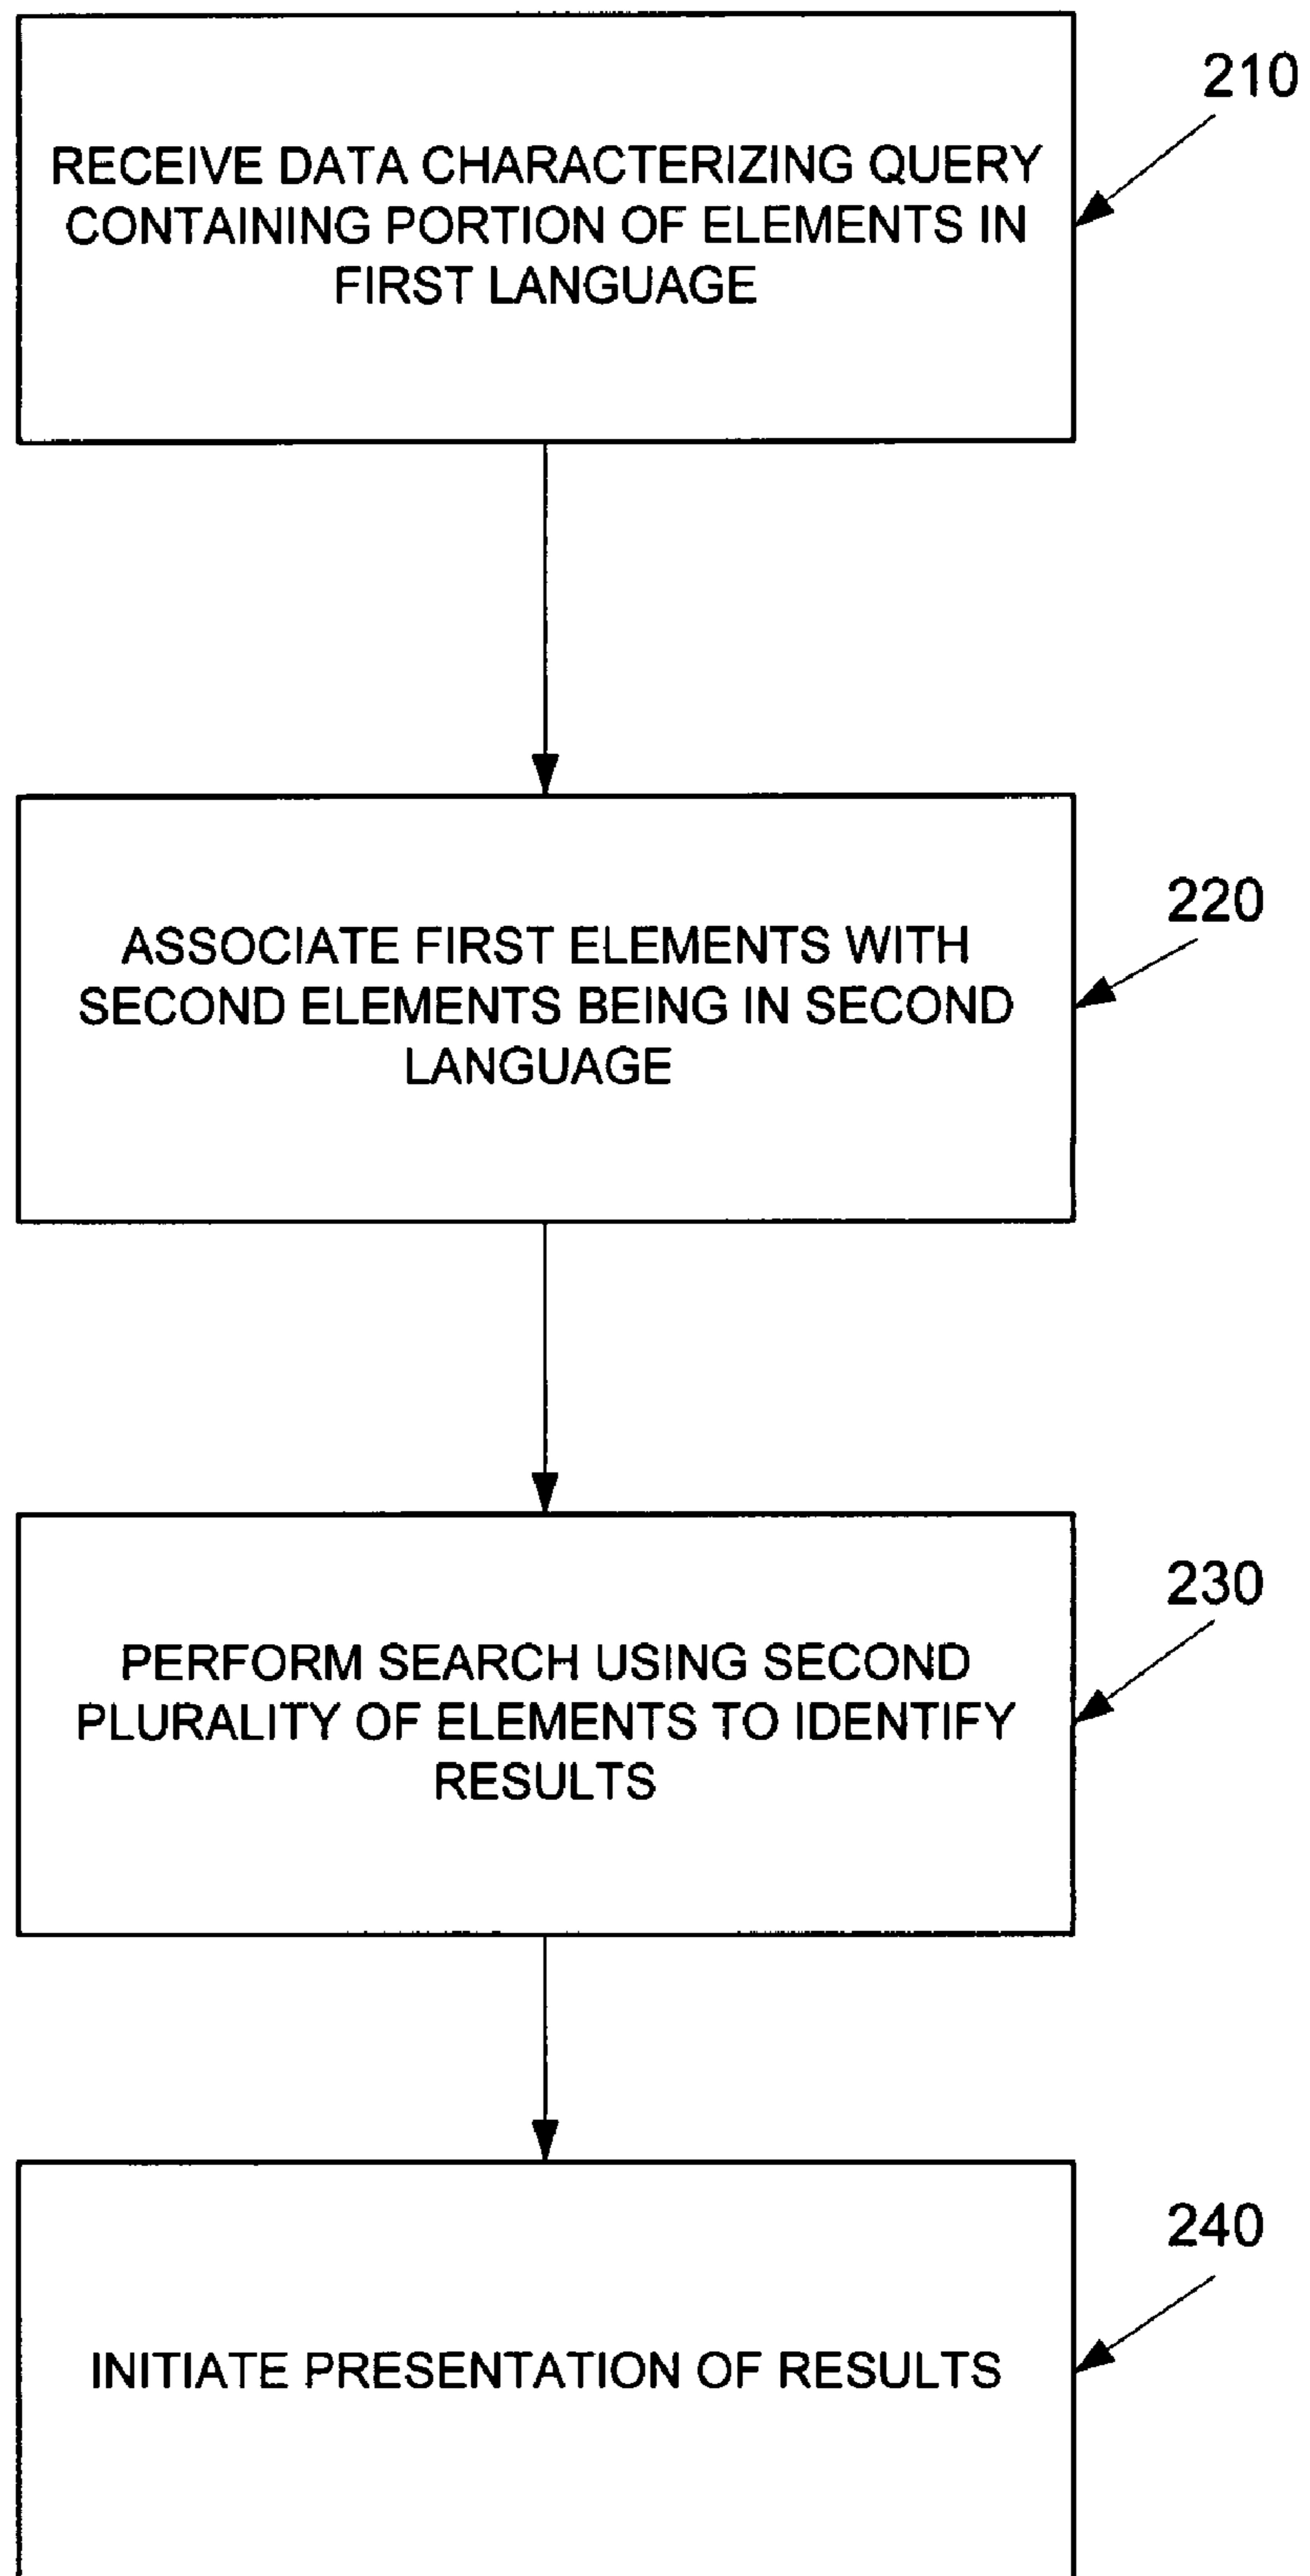 210
RECEIVE DATA CHARACTERIZING QUERY
CONTAINING PORTION OF ELEMENTS IN
FIRST LANGUAGE
220
ASSOCIATE FIRST ELEMENTS WITH
SECOND ELEMENTS BEING IN SECOND
LANGUAGE
230
PERFORM SEARCH USING SECOND
PLURALITY OF ELEMENTS TO IDENTIFY
RESULTS
240
INITIATE PRESENTATION OF RESULTS